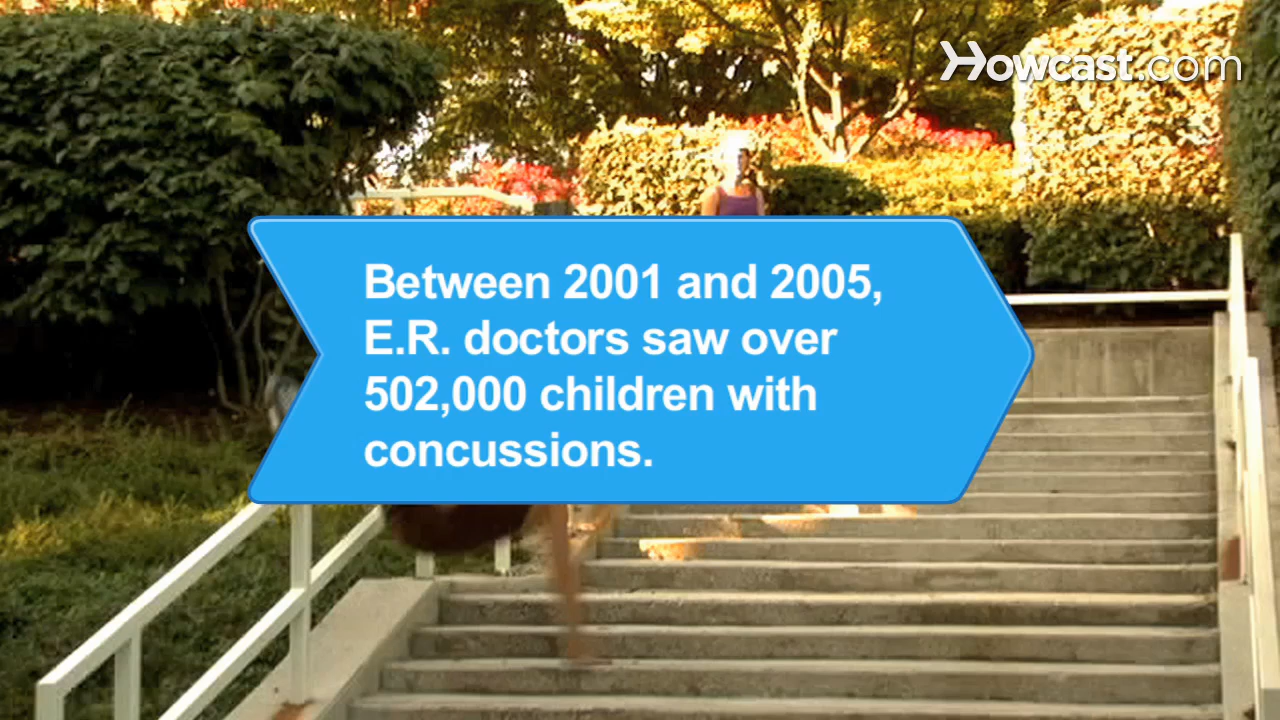 Howcast.com
Between 2001 and 2005,
E.R. doctors saw over
502,000 children with
concussions.